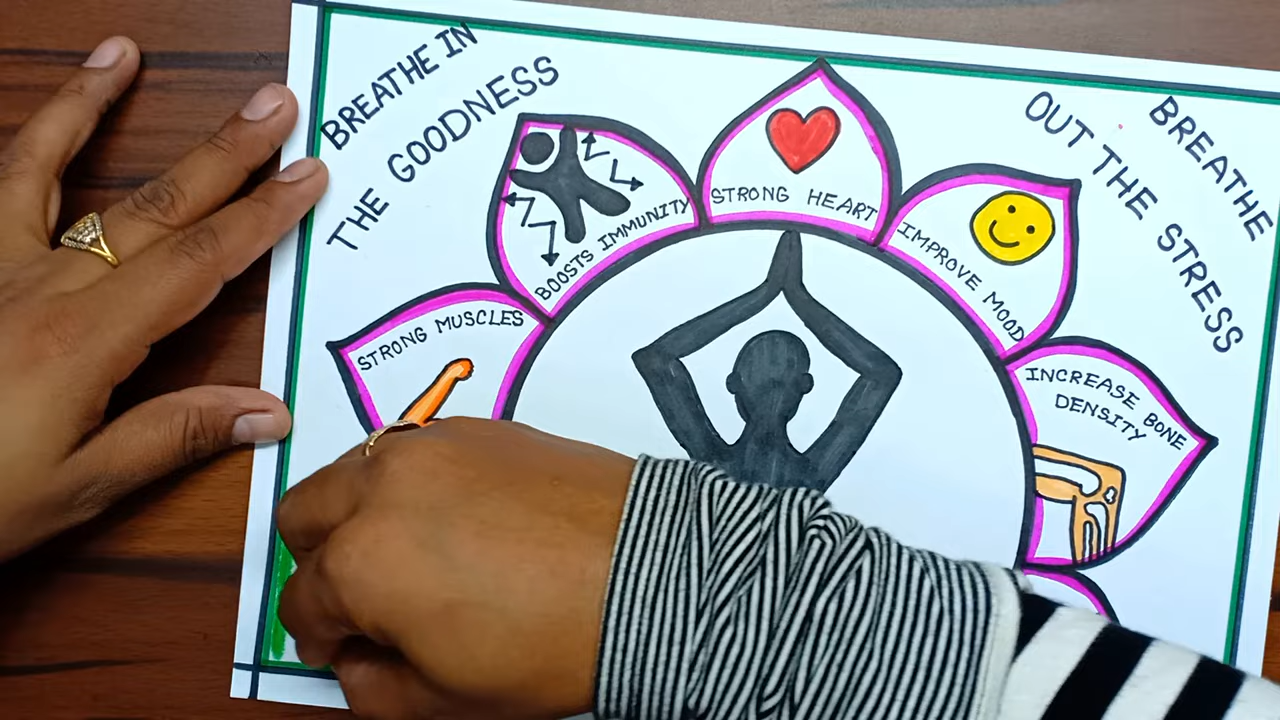 BREATHE IN
THE GOODNESS
BREATHE
OUT THE STRESS
STRONG MUSCLES
BOOSTS IMMUNITY
STRONG HEART
IMPROVE MOOD
INCREASE BONE
DENSITY